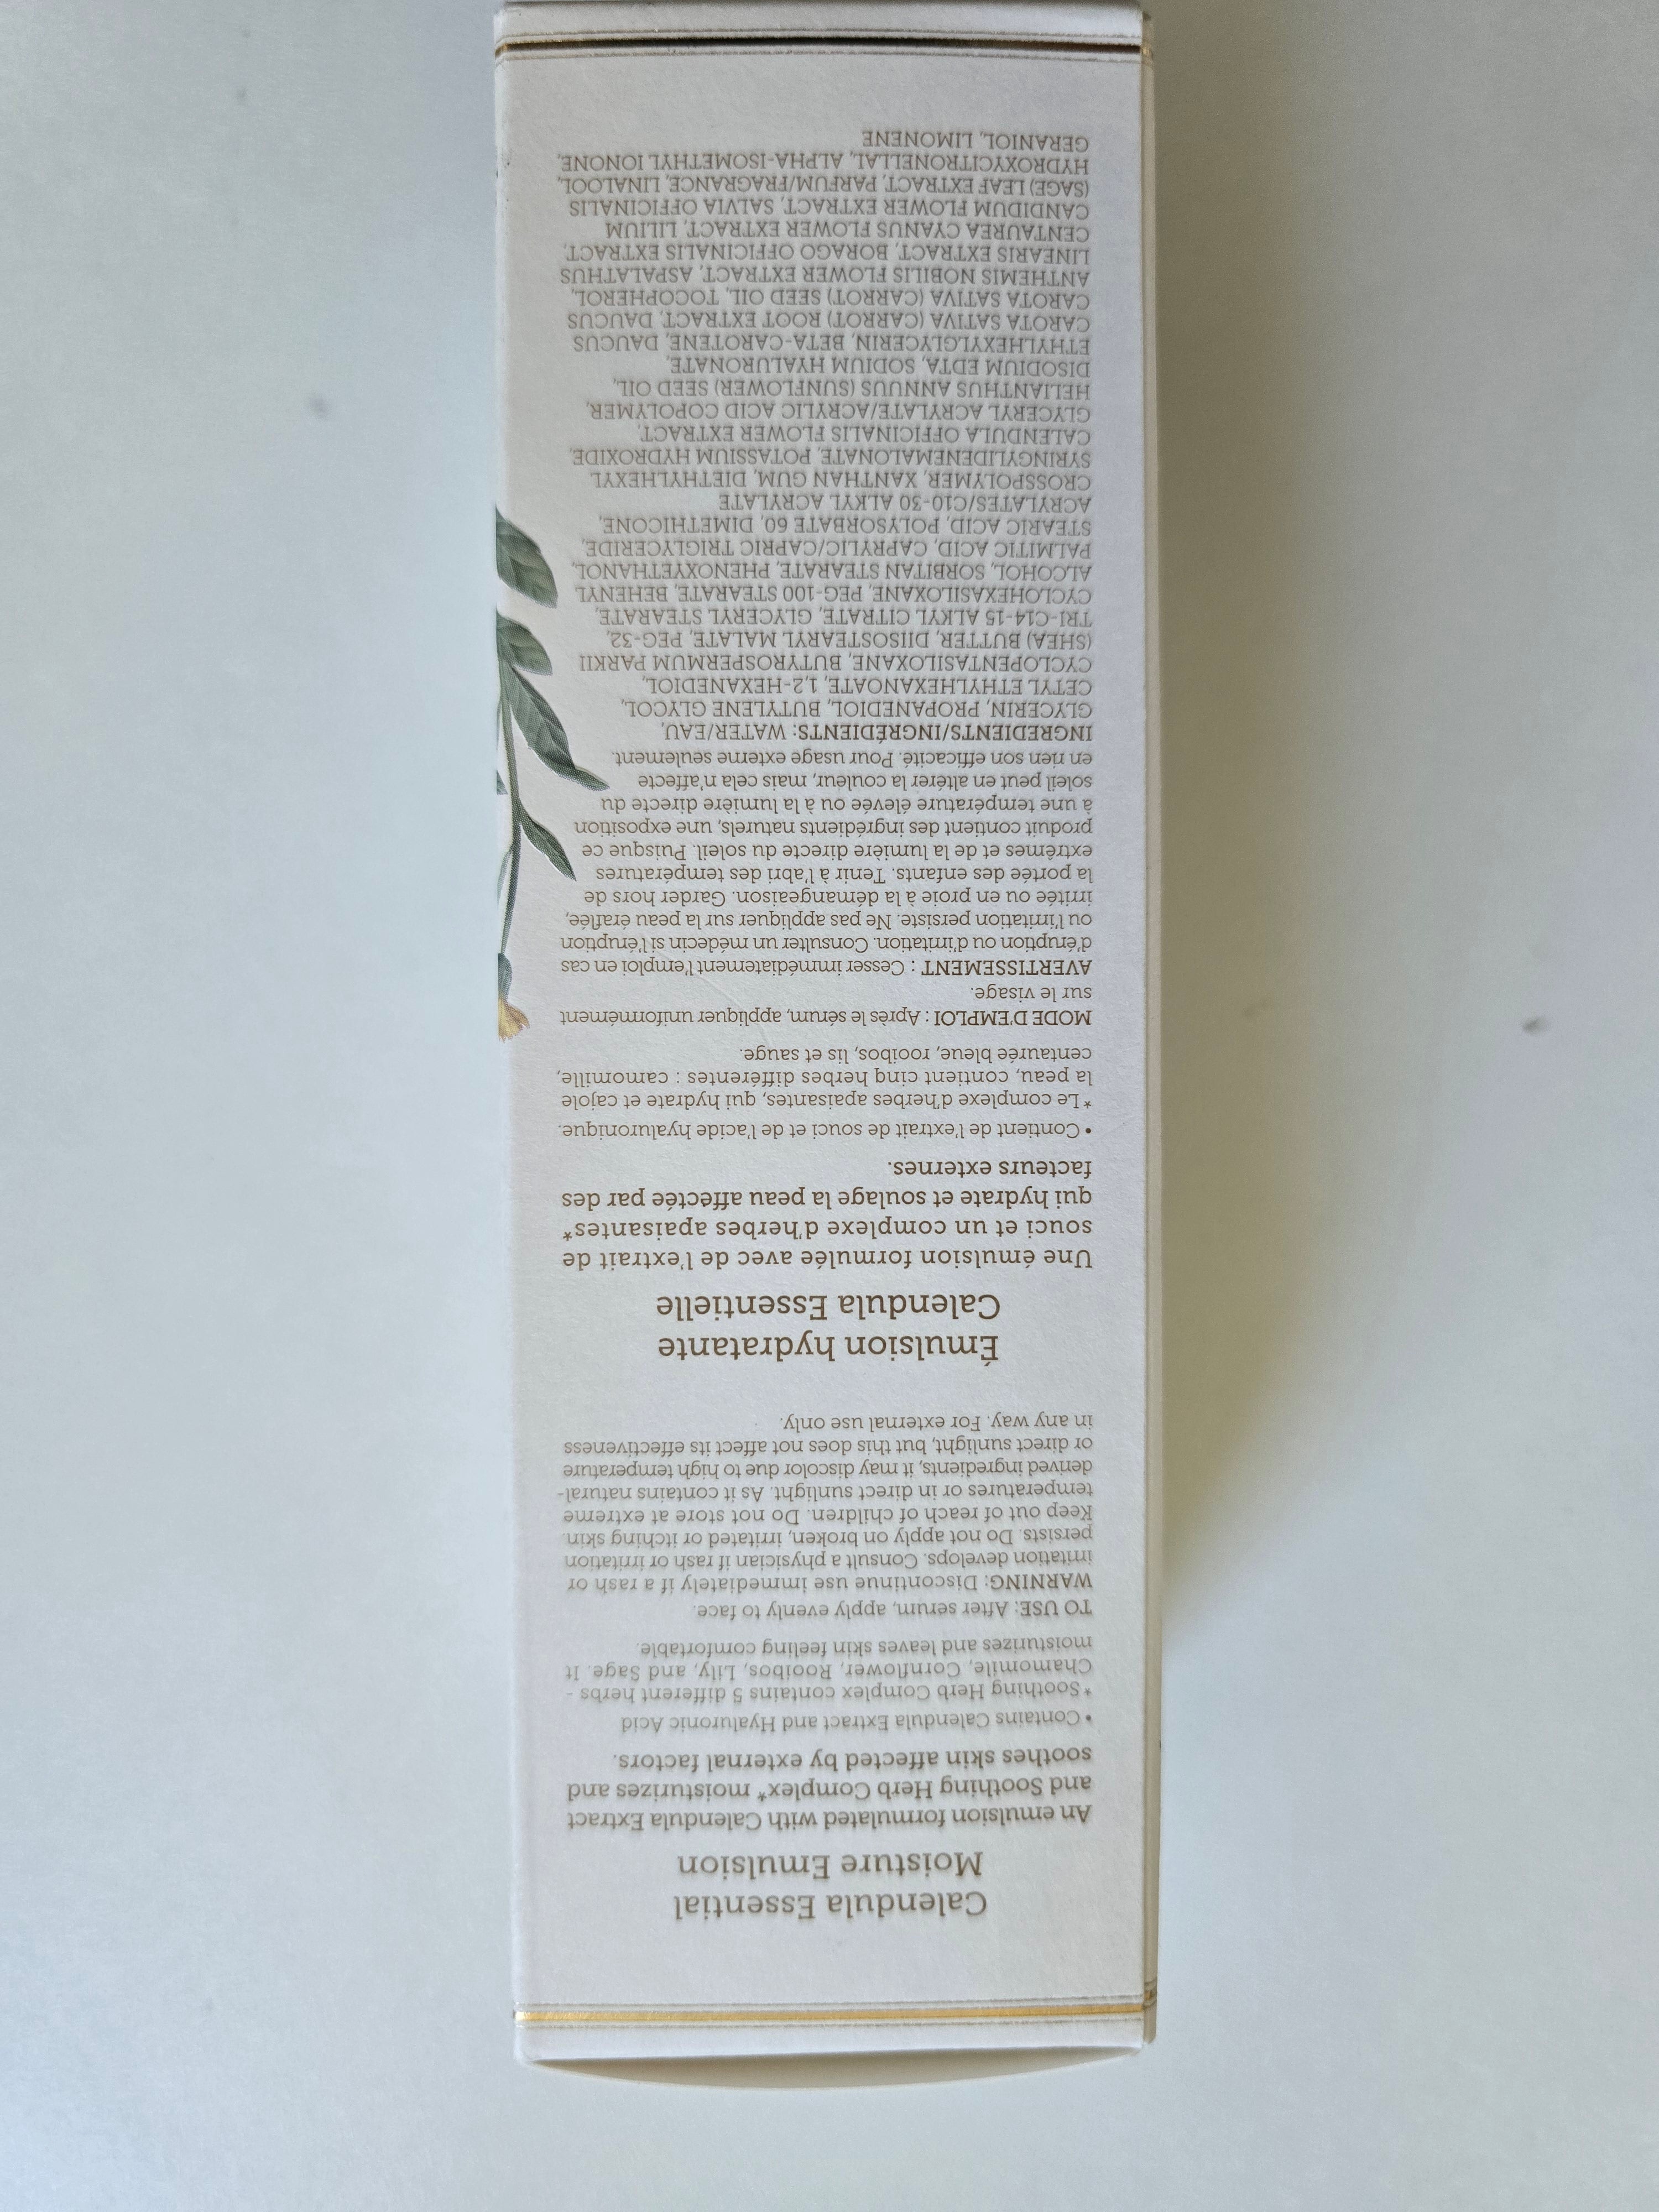 Calendula Essential
Moisture Emulsion
An emulsion formulated with Calendula Extract
and Soothing Herb Complex* moisturizes and
soothes skin affected by external factors.
• Contains Calendula Extract and Hyaluronic Acid
*Soothing Herb Complex contains 5 different herbs -
Chamomile, Cornflower, Rooibos, Lily, and Sage. It
moisturizes and leaves skin feeling comfortable.
TO USE: After serum, apply evenly to face.
WARNING: Discontinue use immediately if a rash or
irritation develops. Consult a physician if rash or irritation
persists. Do not apply on broken, irritated or itching skin.
Keep out of reach of children. Do not store at extreme
temperatures or in direct sunlight. As it contains natural-
derived ingredients, it may discolor due to high temperature
or direct sunlight, but this does not affect its effectiveness
in any way. For external use only.
Émulsion hydratante
Calendula Essentielle
Une émulsion formulée avec de l'extrait de
souci et un complexe d'herbes apaisantes*
qui hydrate et soulage la peau affectée par des
facteurs externes.
• Contient de l'extrait de souci et de l'acide hyaluronique.
*Le complexe d'herbes apaisantes, qui hydrate et cajole
la peau, contient cinq herbes différentes : camomille,
centaurée bleue, rooibos, lis et sauge.
MODE D'EMPLOI : Après le sérum, appliquer uniformément
sur le visage.
AVERTISSEMENT : Cesser immédiatement l'emploi en cas
d'éruption ou d'irritation. Consulter un médecin si l'éruption
ou l'irritation persiste. Ne pas appliquer sur la peau éraflée,
irritée ou en proie à la démangeaison. Garder hors de
la portée des enfants. Tenir à l'abri des températures
extrêmes et de la lumière directe du soleil. Puisque ce
produit contient des ingrédients naturels, une exposition
à une température élevée ou à la lumière directe du
soleil peut en altérer la couleur, mais cela n'affecte
en rien son efficacité. Pour usage externe seulement.
INGREDIENTS/INGRÉDIENTS: WATER/EAU,
GLYCERIN, PROPANEDIOL, BUTYLENE GLYCOL,
CETYL ETHYLHEXANOATE, 1,2-HEXANEDIOL,
CYCLOPENTASILOXANE, BUTYROSPERMUM PARKII
(SHEA) BUTTER, DIISOSTEARYL MALATE, PEG-32,
TRI-C14-15 ALKYL CITRATE, GLYCERYL STEARATE,
CYCLOHEXASILOXANE, PEG-100 STEARATE, BEHENYL
ALCOHOL, SORBITAN STEARATE, PHENOXYETHANOL,
PALMITIC ACID, CAPRYLIC/CAPRIC TRIGLYCERIDE,
STEARIC ACID, POLYSORBATE 60, DIMETHICONE,
ACRYLATES/C10-30 ALKYL ACRYLATE
CROSSPOLYMER, XANTHAN GUM, DIETHYLHEXYL
SYRINGYLIDENEMALONATE, POTASSIUM HYDROXIDE,
CALENDULA OFFICINALIS FLOWER EXTRACT,
GLYCERYL ACRYLATE/ACRYLIC ACID COPOLYMER,
HELIANTHUS ANNUUS (SUNFLOWER) SEED OIL,
DISODIUM EDTA, SODIUM HYALURONATE,
ETHYLHEXYLGLYCERIN, BETA-CAROTENE, DAUCUS
CAROTA SATIVA (CARROT) ROOT EXTRACT, DAUCUS
CAROTA SATIVA (CARROT) SEED OIL, TOCOPHEROL,
ANTHEMIS NOBILIS FLOWER EXTRACT, ASPALATHUS
LINEARIS EXTRACT, BORAGO OFFICINALIS EXTRACT,
CENTAUREA CYANUS FLOWER EXTRACT, LILIUM
CANDIDUM FLOWER EXTRACT, SALVIA OFFICINALIS
(SAGE) LEAF EXTRACT, PARFUM/FRAGRANCE, LINALOOL,
HYDROXYCITRONELLAL, ALPHA-ISOMETHYL IONONE,
GERANIOL, LIMONENE